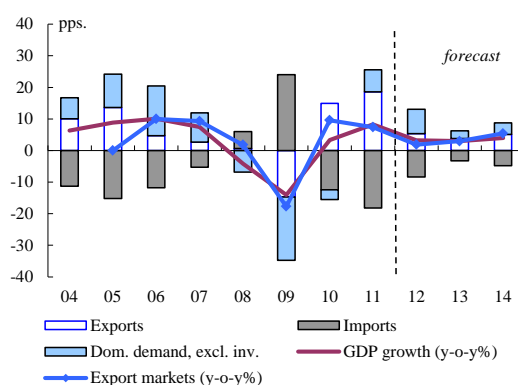 40
pps.
30
forecast
20
10
0
-10
-20
-30
-40
04 05 06 07 08 09 10 11 12 13 14
Exports Imports
Dom. demand, excl. inv. GDP growth (y-o-y%)
Export markets (y-o-y%)